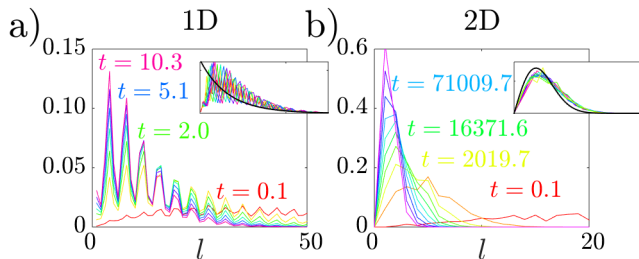 a) 1D
0.15
0.10
0.05
0
t = 10.3
t = 5.1
t = 2.0
t = 0.1
0 50
l
b) 2D
0.6
0.4
0.2
0
t = 71009.7
t = 16371.6
t = 2019.7
t = 0.1
0 20
l